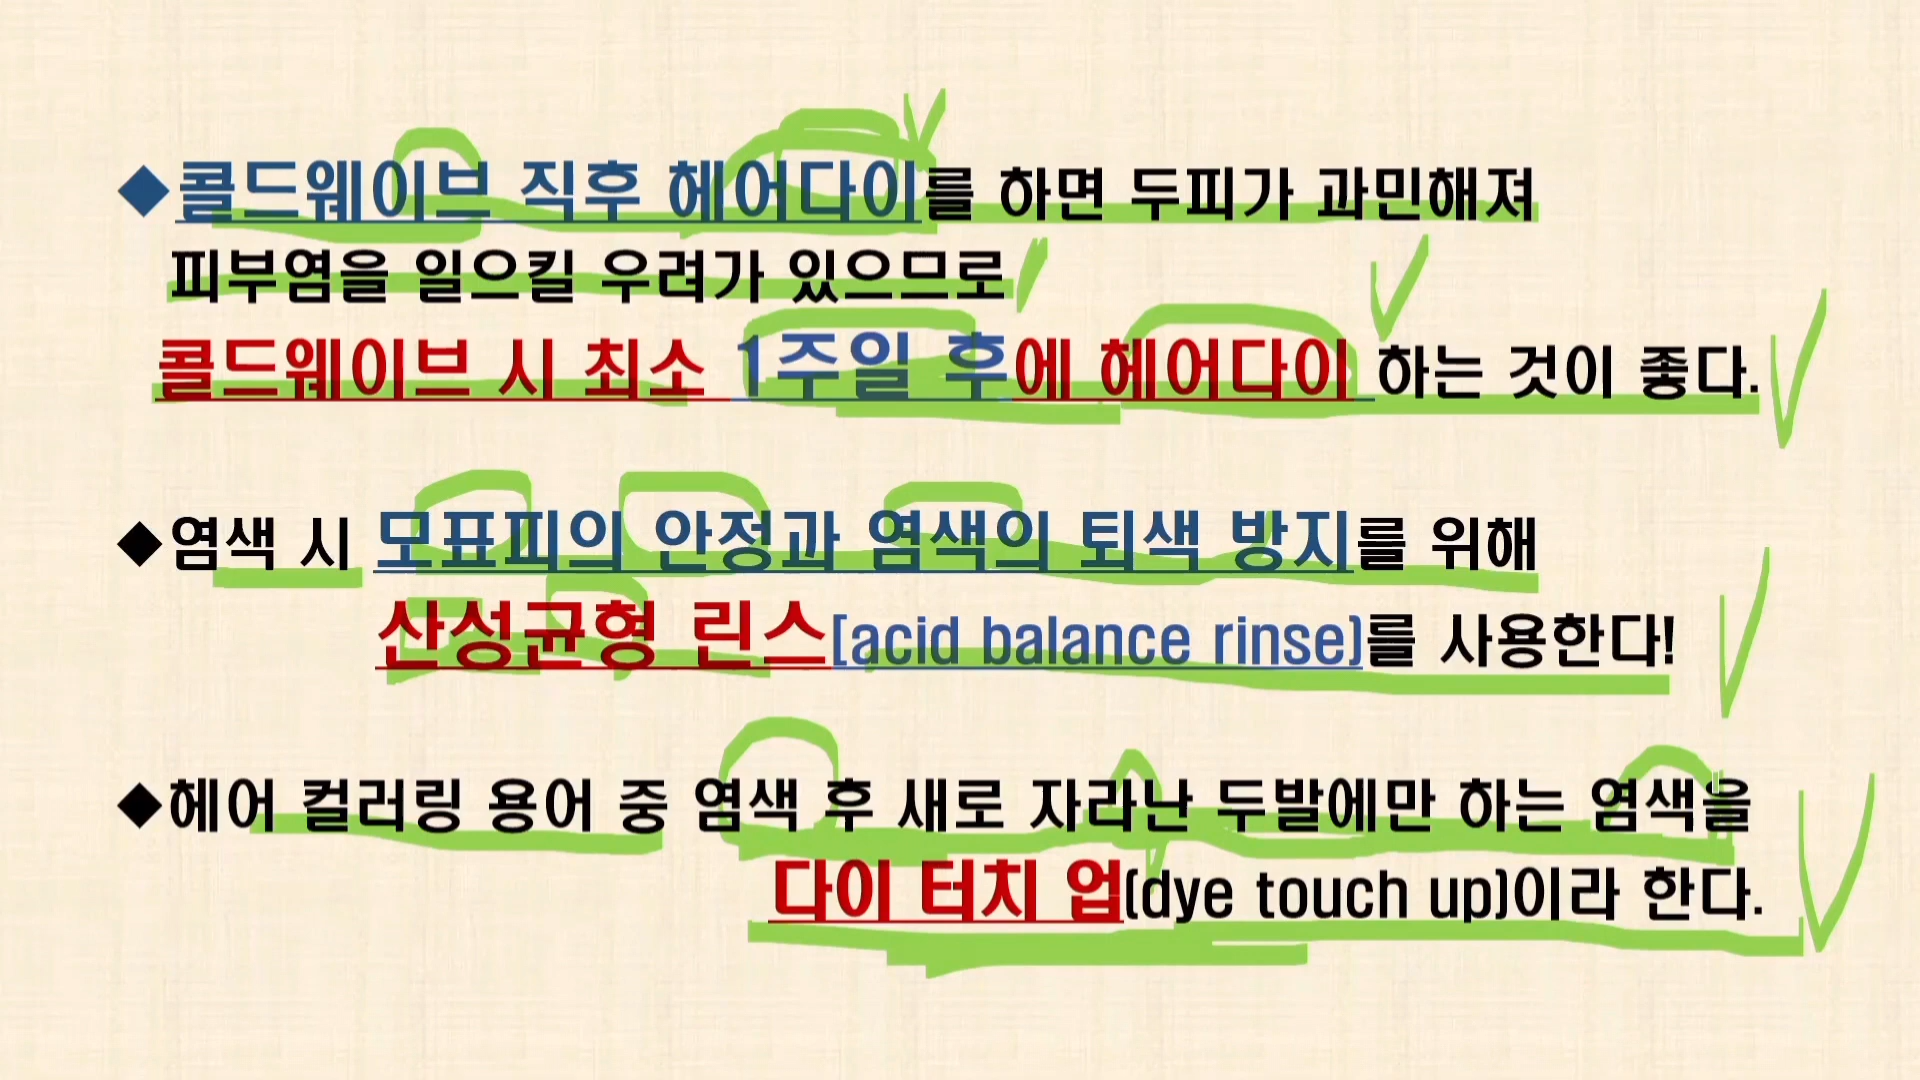 ◆콜드웨이브 직후 헤어다이를 하면 두피가 과민해져
피부염을 일으킬 우려가 있으므로
콜드웨이브 시 최소 1주일 후에 헤어다이 하는 것이 좋다.
◆염색 시 모표피의 안정과 염색의 퇴색 방지를 위해
산성균형 린스(acid balance rinse)를 사용한다!
◆헤어 컬러링 용어 중 염색 후 새로 자라난 두발에만 하는 염색을
다이 터치 업(dye touch up)이라 한다.